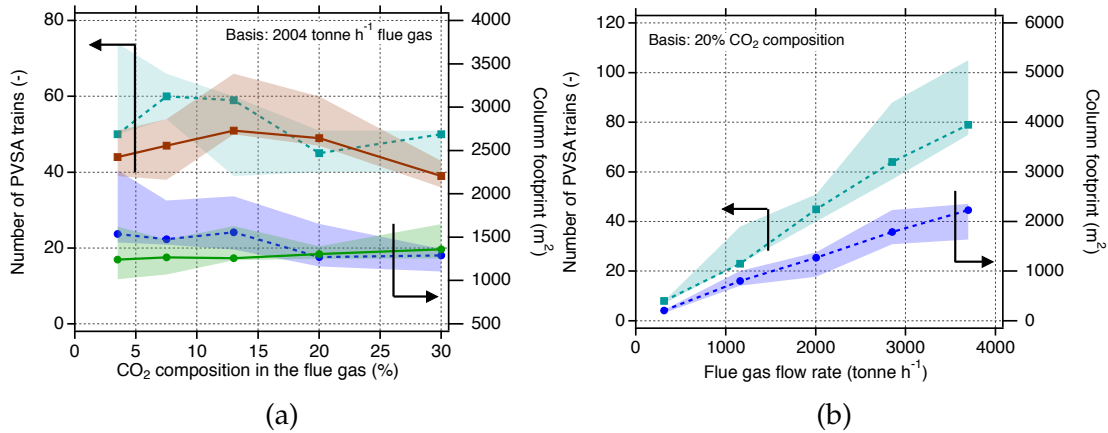 Basis: 2004 tonne h⁻¹ flue gas
Number of PVSA trains (-)
80
60
40
20
0
4000
3500
3000
2500
2000
1500
1000
500
Column footprint (m²)
0 5 10 15 20 25 30
CO₂ composition in the flue gas (%)
(a)
Basis: 20% CO₂ composition
Number of PVSA trains (-)
120
100
80
60
40
20
0
6000
5000
4000
3000
2000
1000
0
Column footprint (m²)
0 1000 2000 3000 4000
Flue gas flow rate (tonne h⁻¹)
(b)